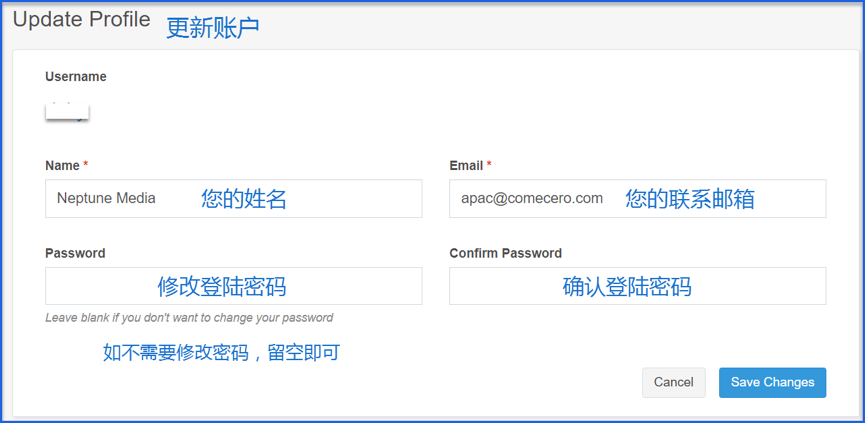 Update Profile 更新账户
Username
Name *
Email *
Neptune Media 您的姓名
apac@comecero.com 您的联系邮箱
Password
Confirm Password
修改登陆密码
确认登陆密码
Leave blank if you don't want to change your password
如不需要修改密码，留空即可
Cancel
Save Changes